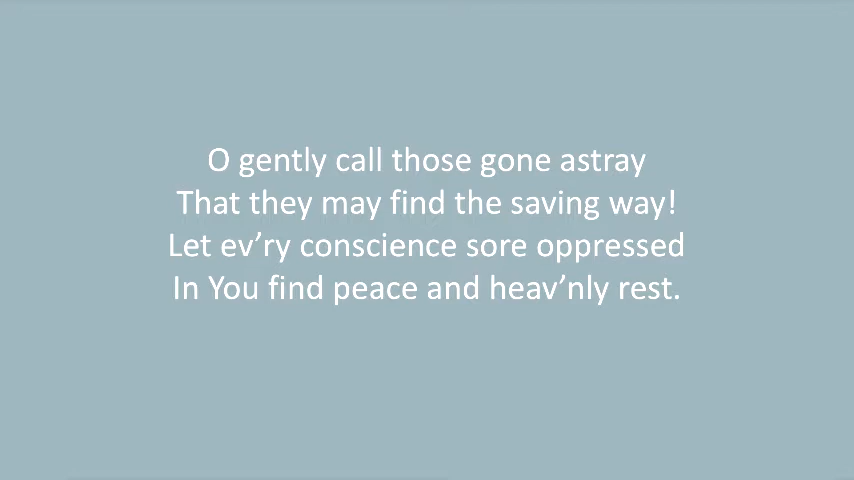 O gently call those gone astray
That they may find the saving way!
Let ev’ry conscience sore oppressed
In You find peace and heav’nly rest.